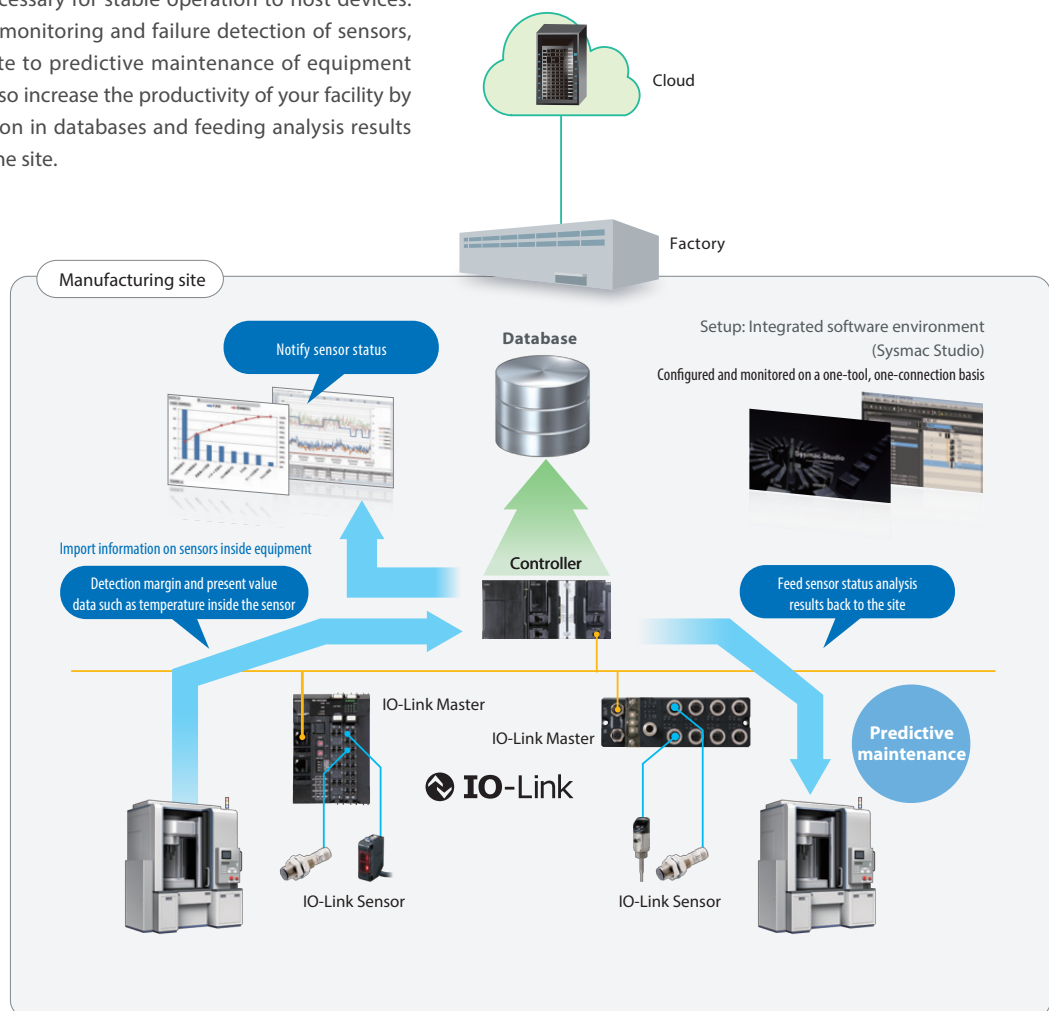 cessary for stable operation to host devices.
monitoring and failure detection of sensors,
te to predictive maintenance of equipment
so increase the productivity of your facility by
on in databases and feeding analysis results
ne site.
Cloud
Factory
Manufacturing site
Notify sensor status
Database
Setup: Integrated software environment
(Sysmac Studio)
Configured and monitored on a one-tool, one-connection basis
Sysmac Studio
Import information on sensors inside equipment
Detection margin and present value
data such as temperature inside the sensor
Controller
Feed sensor status analysis
results back to the site
IO-Link Master
IO-Link Master
Predictive
maintenance
IO-Link
IO-Link Sensor
IO-Link Sensor